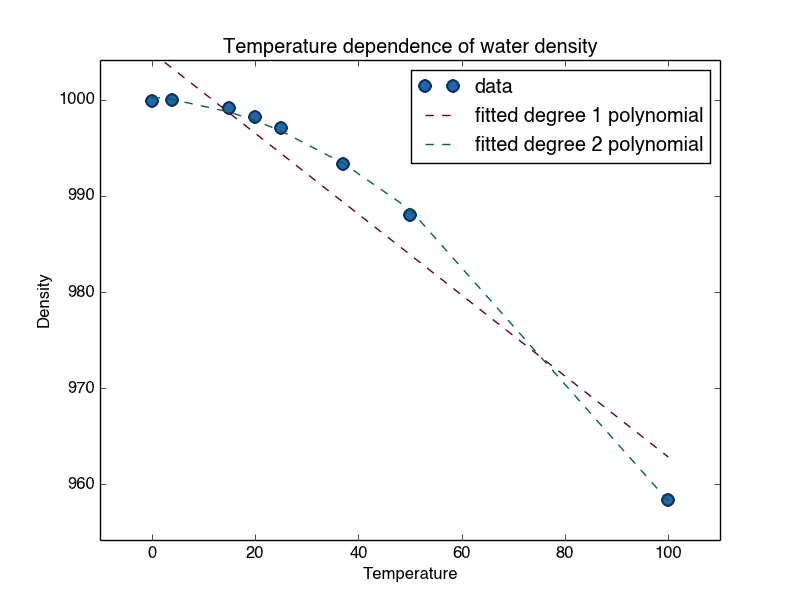 Temperature dependence of water density
data
fitted degree 1 polynomial
fitted degree 2 polynomial
1000
990
980
970
960
Density
0 20 40 60 80 100
Temperature